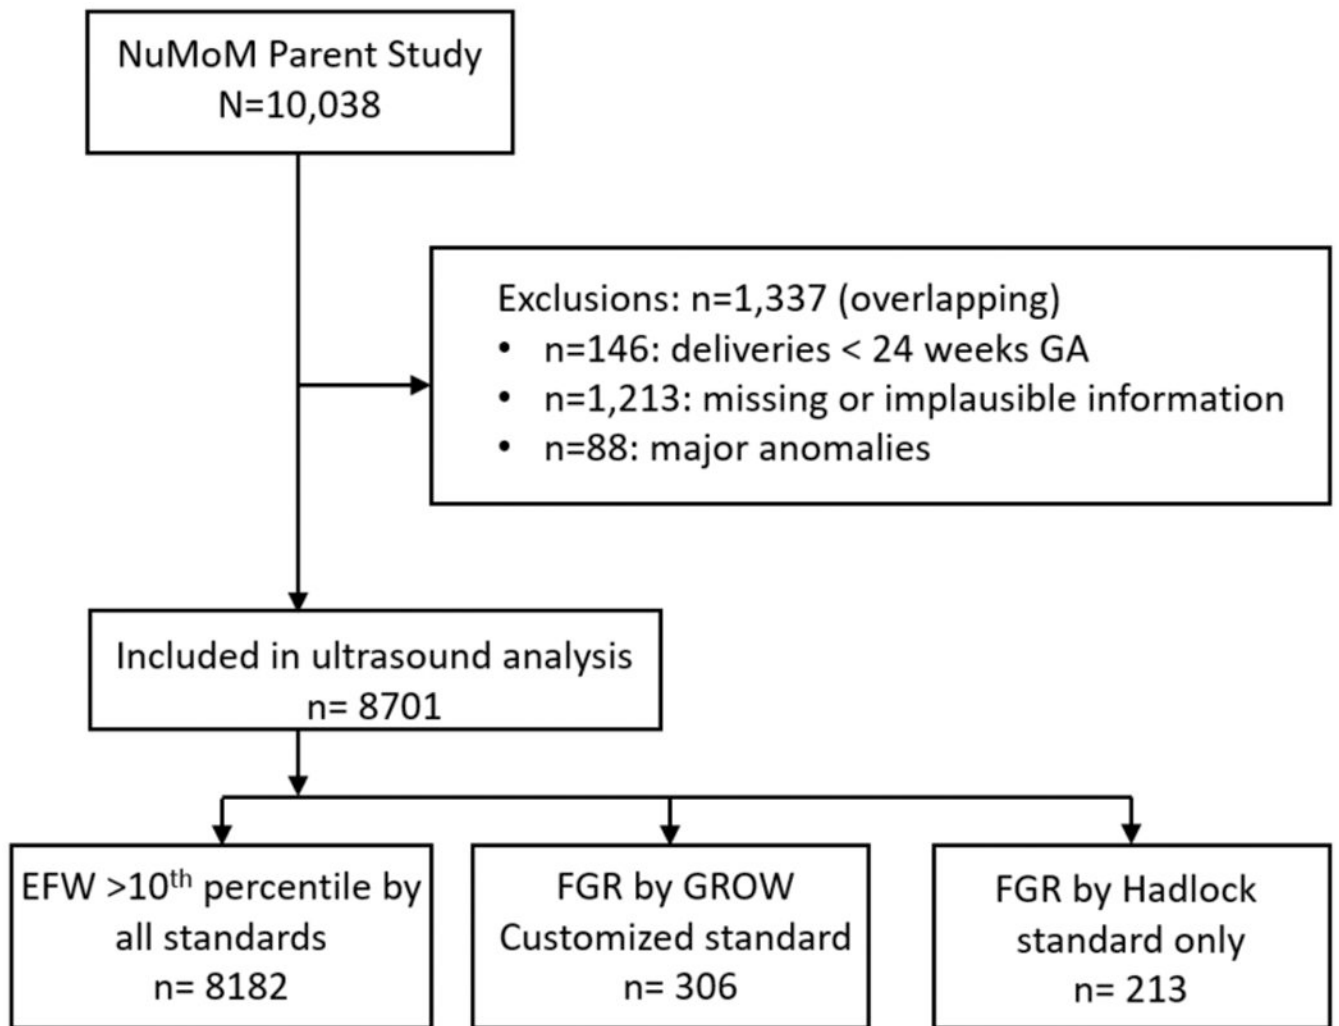 NuMoM Parent Study
N=10,038
Exclusions: n=1,337 (overlapping)
• n=146: deliveries < 24 weeks GA
• n=1,213: missing or implausible information
• n=88: major anomalies
Included in ultrasound analysis
n= 8701
EFW >10th percentile by
all standards
n= 8182
FGR by GROW
Customized standard
n= 306
FGR by Hadlock
standard only
n= 213